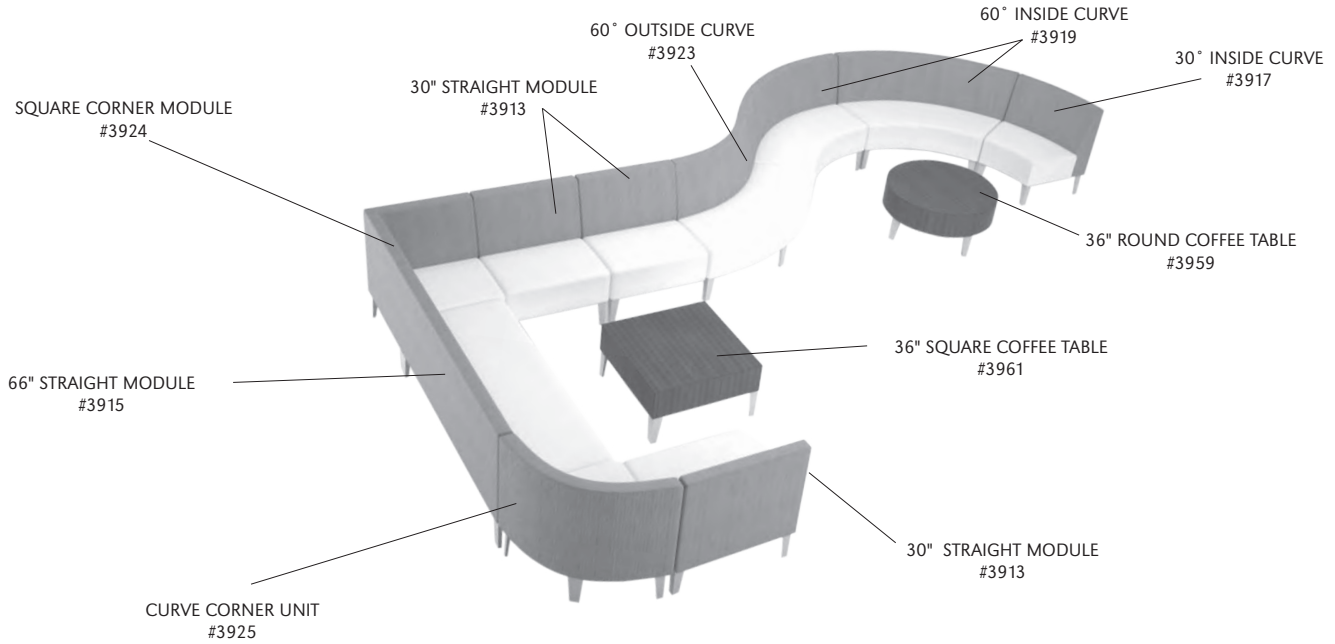 60˚ INSIDE CURVE
#3919
60˚ OUTSIDE CURVE
#3923
30˚ INSIDE CURVE
#3917
30" STRAIGHT MODULE
#3913
SQUARE CORNER MODULE
#3924
36" ROUND COFFEE TABLE
#3959
36" SQUARE COFFEE TABLE
#3961
66" STRAIGHT MODULE
#3915
30" STRAIGHT MODULE
#3913
CURVE CORNER UNIT
#3925